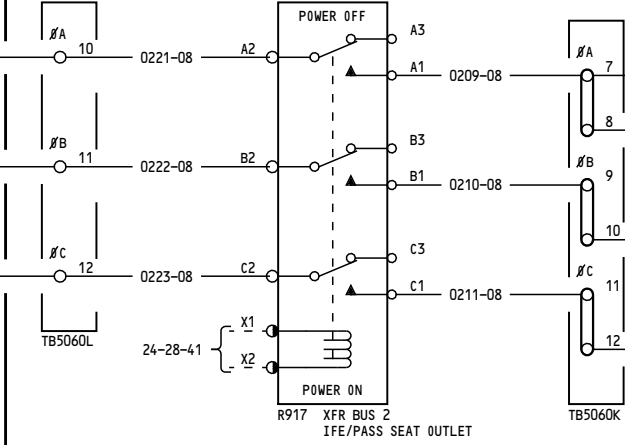 POWER OFF
ØA
10
0221-08
A2
A3
A1
0209-08
ØA
7
8
ØB
11
0222-08
B2
B3
B1
0210-08
ØB
9
10
ØC
12
0223-08
C2
C3
C1
0211-08
ØC
11
12
TB5060L
24-28-41
X1
X2
POWER ON
R917 XFR BUS 2
IFE/PASS SEAT OUTLET
TB5060K